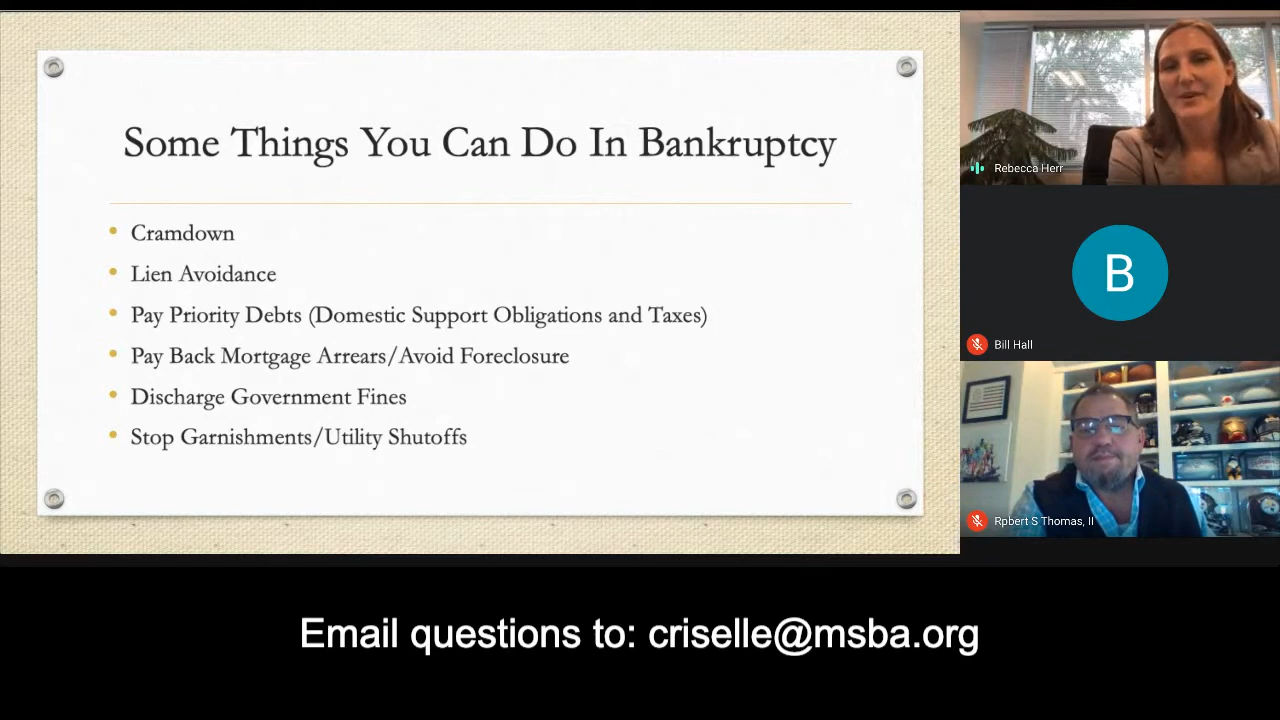 Some Things You Can Do In Bankruptcy
Cramdown
Lien Avoidance
Pay Priority Debts (Domestic Support Obligations and Taxes)
Pay Back Mortgage Arrears/Avoid Foreclosure
Discharge Government Fines
Stop Garnishments/Utility Shutoffs
Rebecca Herr
B
Bill Hall
Rpbert S Thomas, II
Email questions to: criselle@msba.org